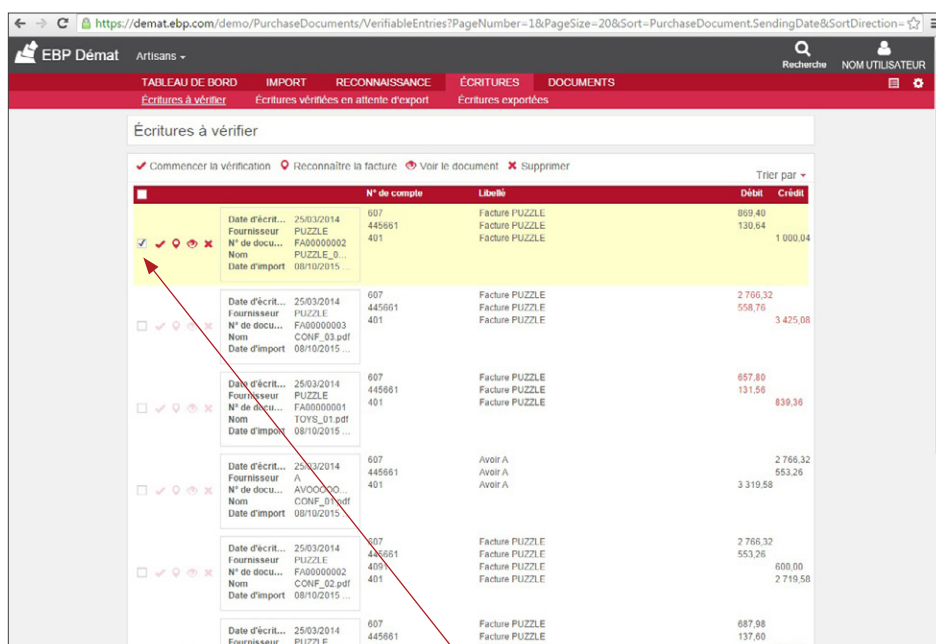 https://demat.ebp.com/demo/PurchaseDocuments/VerifiableEntries?PageNumber=1&PageSize=20&Sort=PurchaseDocument.SendingDate&SortDirection=
EBP Démat Artisans Recherche NOM UTILISATEUR
TABLEAU DE BORD IMPORT RECONNAISSANCE ÉCRITURES DOCUMENTS
Écritures à vérifier Écritures vérifiées en attente d'export Écritures exportées
Écritures à vérifier
Commencer la vérification Reconnaître la facture Voir le document Supprimer
Trier par
N° de compte Libellé Débit Crédit
Date d'écrit... 25/03/2014
Fournisseur PUZZLE
N° de docu... FA00000002
Nom PUZZLE_0...
Date d'import 08/10/2015 ...
607 Facture PUZZLE 869,40
445661 Facture PUZZLE 130,64
401 Facture PUZZLE 1 000,04
Date d'écrit... 25/03/2014
Fournisseur PUZZLE
N° de docu... FA00000003
Nom CONF_03.pdf
Date d'import 08/10/2015 ...
607 Facture PUZZLE 2 766,32
445661 Facture PUZZLE 558,76
401 Facture PUZZLE 3 425,08
Date d'écrit... 25/03/2014
Fournisseur PUZZLE
N° de docu... FA00000001
Nom TOYS_01.pdf
Date d'import 08/10/2015 ...
607 Facture PUZZLE 657,80
445661 Facture PUZZLE 131,56
401 Facture PUZZLE 839,36
Date d'écrit... 25/03/2014
Fournisseur A
N° de docu... AVOOOOO...
Nom CONF_01.pdf
Date d'import 08/10/2015 ...
607 Avoir A 2 766,32
445661 Avoir A 553,26
401 Avoir A 3 319,58
Date d'écrit... 25/03/2014
Fournisseur PUZZLE
N° de docu... FA00000002
Nom CONF_02.pdf
Date d'import 08/10/2015 ...
607 Facture PUZZLE 2 766,32
445661 Facture PUZZLE 553,26
4091 Facture PUZZLE 600,00
401 Facture PUZZLE 2 719,58
Date d'écrit... 25/03/2014
Fournisseur PUZZLE
607 Facture PUZZLE 687,98
445661 Facture PUZZLE 137,60